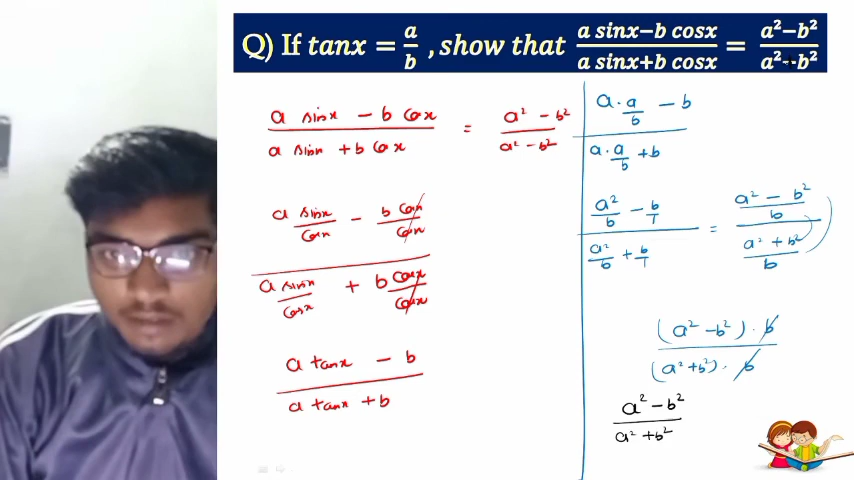 Q) If tanx = a/b , show that (a sinx−b cosx)/(a sinx+b cosx) = (a²−b²)/(a²+b²)
(a sinx − b cosx)/(a sinx + b cosx) = (a² − b²)/(a² − b²)
(a sinx/cosx − b cosx/cosx)/(a sinx/cosx + b cosx/cosx)
(a tanx − b)/(a tanx + b)
(a · a/b − b)/(a · a/b + b)
(a²/b − b/1)/(a²/b + b/1) = ((a² − b²)/b)/((a² + b²)/b)
((a² − b²) · b)/((a² + b²) · b)
(a² − b²)/(a² + b²)